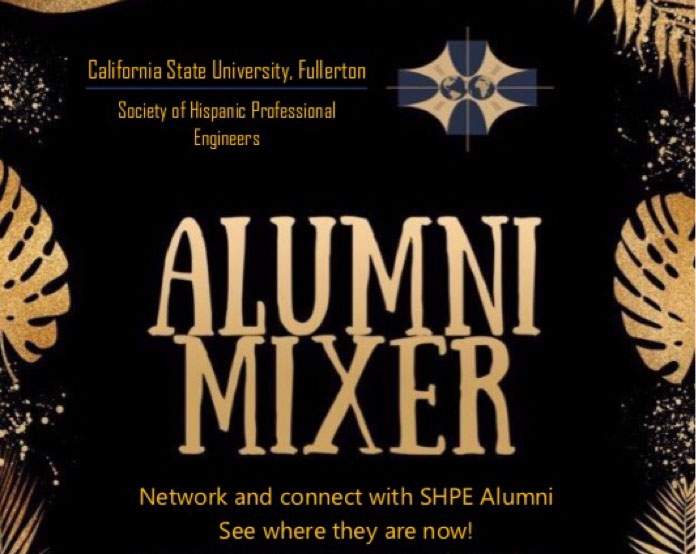 California State University, Fullerton
Society of Hispanic Professional
Engineers
ALUMNI
MIXER
Network and connect with SHPE Alumni
See where they are now!